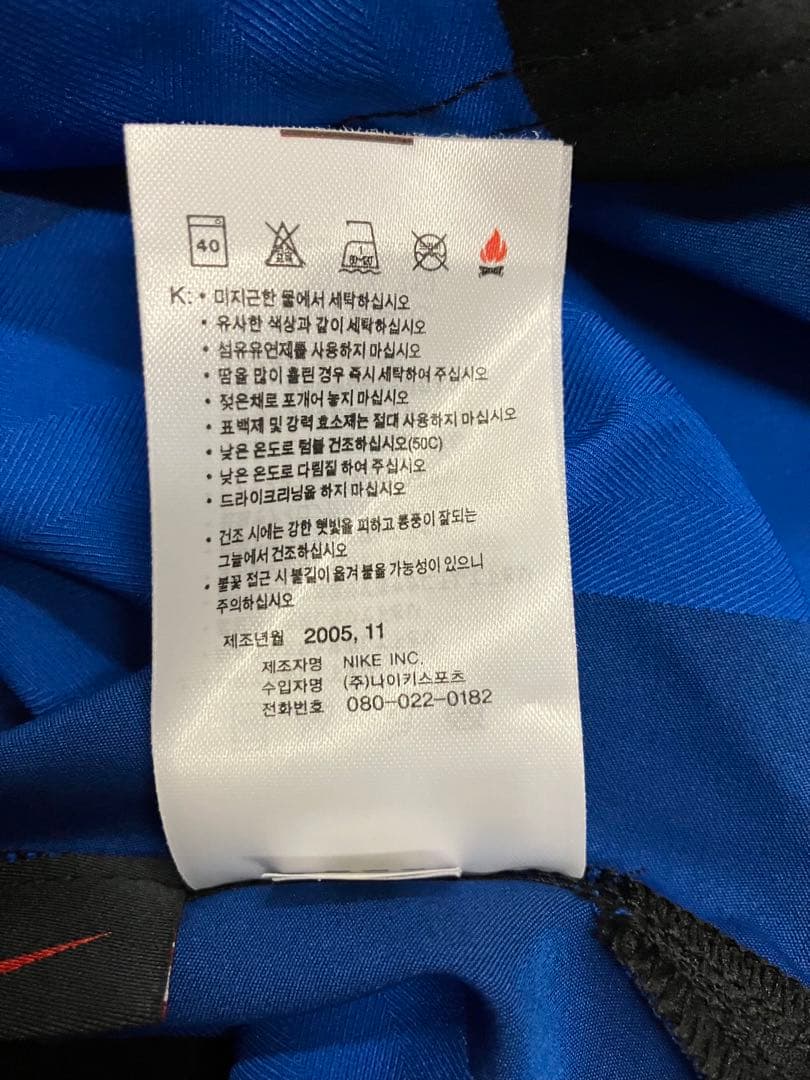 40
K: • 미지근한 물에서 세탁하십시오
• 유사한 색상과 같이 세탁하십시오
• 섬유유연제를 사용하지 마십시오
• 땀을 많이 흘린 경우 즉시 세탁하여 주십시오
• 젖은채로 포개어 놓지 마십시오
• 표백제 및 강력 효소제는 절대 사용하지 마십시오
• 낮은 온도로 텀블 건조하십시오(50C)
• 낮은 온도로 다림질 하여 주십시오
• 드라이크리닝을 하지 마십시오
• 건조 시에는 강한 햇빛을 피하고 통풍이 잘되는
그늘에서 건조하십시오
• 불꽃 접근 시 불길이 옮겨 붙을 가능성이 있으니
주의하십시오
제조년월 2005, 11
제조자명 NIKE INC.
수입자명 (주)나이키스포츠
전화번호 080-022-0182